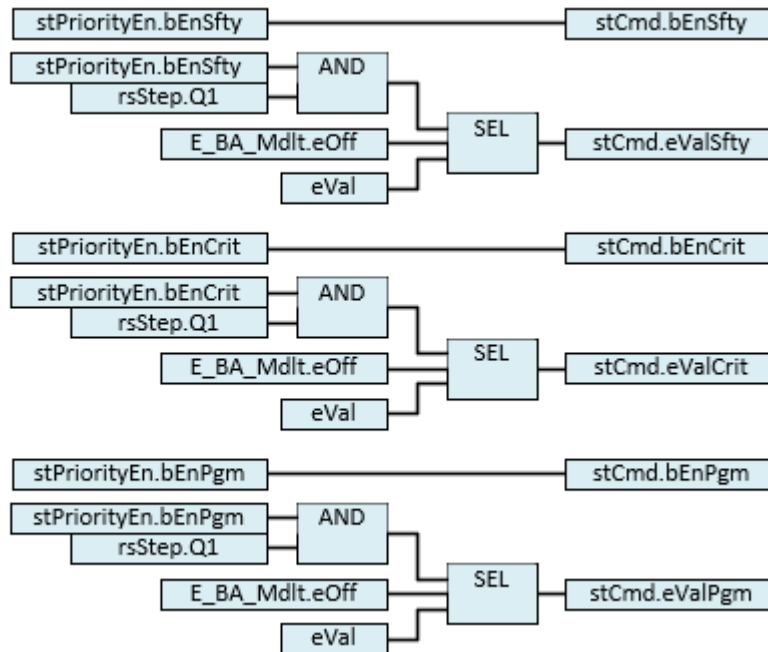 stPriorityEn.bEnSfty stCmd.bEnSfty
stPriorityEn.bEnSfty AND
rsStep.Q1
SEL
E_BA_Mdlt.eOff stCmd.eValSfty
eVal
stPriorityEn.bEnCrit stCmd.bEnCrit
stPriorityEn.bEnCrit AND
rsStep.Q1
SEL
E_BA_Mdlt.eOff stCmd.eValCrit
eVal
stPriorityEn.bEnPgm stCmd.bEnPgm
stPriorityEn.bEnPgm AND
rsStep.Q1
SEL
E_BA_Mdlt.eOff stCmd.eValPgm
eVal